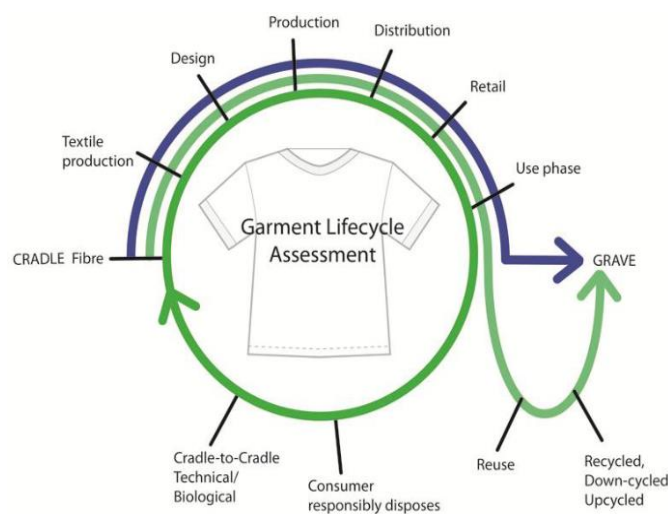 Production
Distribution
Design
Retail
Textile
production
Use phase
Garment Lifecycle
Assessment
CRADLE Fibre
GRAVE
Cradle-to-Cradle
Technical/
Biological
Consumer
responsibly disposes
Reuse
Recycled,
Down-cycled
Upcycled